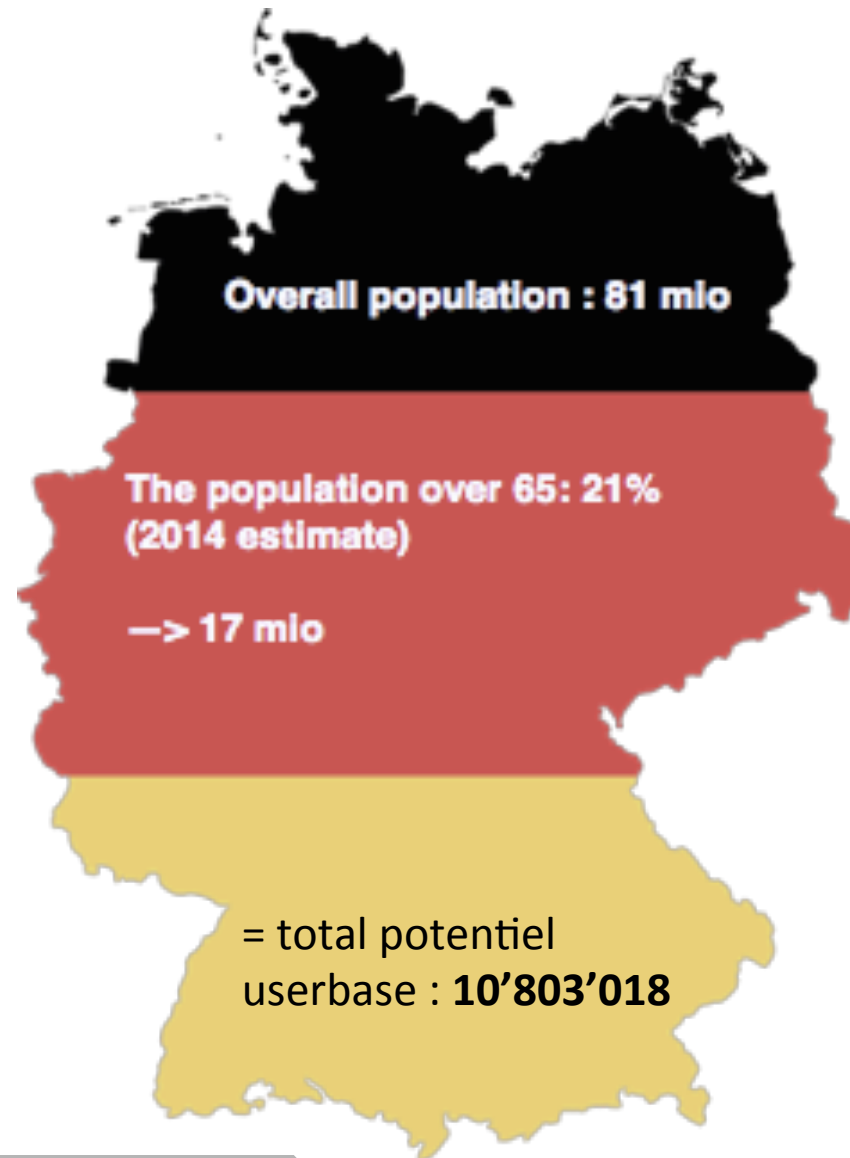 Overall population : 81 mio
The population over 65: 21%
(2014 estimate)
—> 17 mio
= total potentiel
userbase : 10’803’018